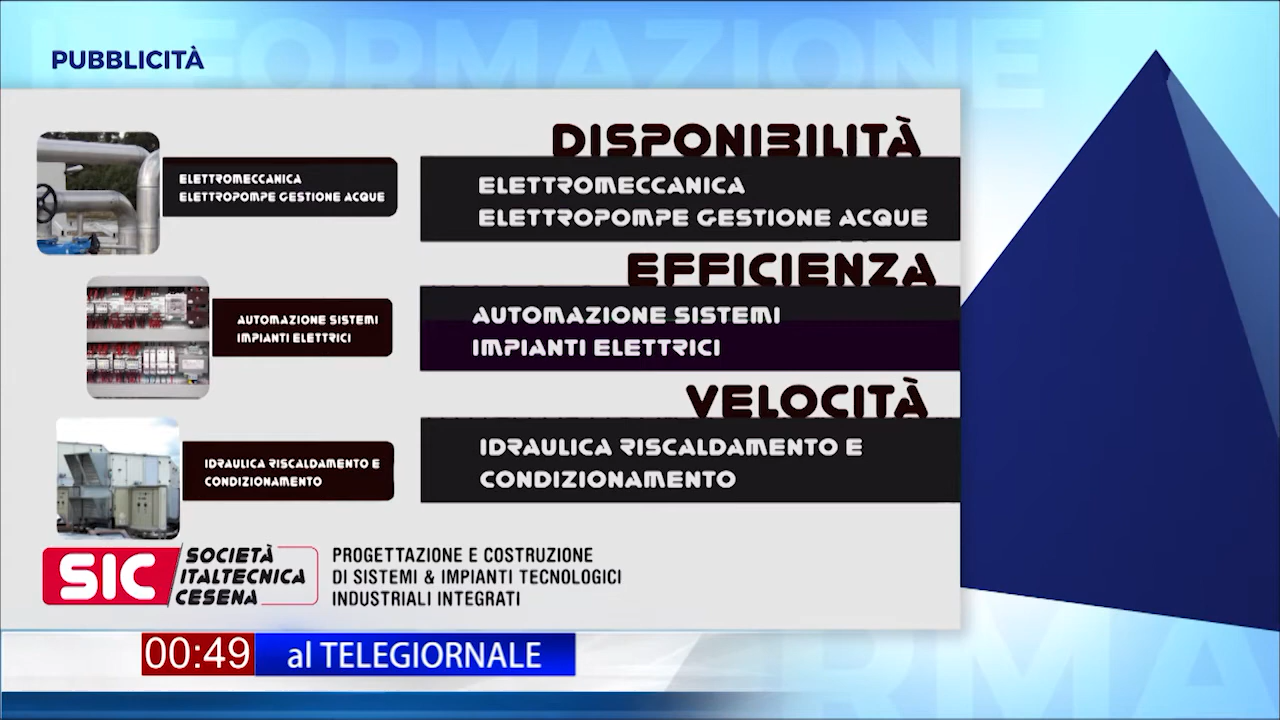 INFORMAZIONE
PUBBLICITÀ
DISPONIBILITÀ
ELETTROMECCANICA
ELETTROPOMPE GESTIONE ACQUE
ELETTROMECCANICA
ELETTROPOMPE GESTIONE ACQUE
EFFICIENZA
AUTOMAZIONE SISTEMI
IMPIANTI ELETTRICI
AUTOMAZIONE SISTEMI
IMPIANTI ELETTRICI
VELOCITÀ
IDRAULICA RISCALDAMENTO E
CONDIZIONAMENTO
IDRAULICA RISCALDAMENTO E
CONDIZIONAMENTO
SIC
SOCIETÀ
ITALTECNICA
CESENA
PROGETTAZIONE E COSTRUZIONE
DI SISTEMI & IMPIANTI TECNOLOGICI
INDUSTRIALI INTEGRATI
00:49 al TELEGIORNALE